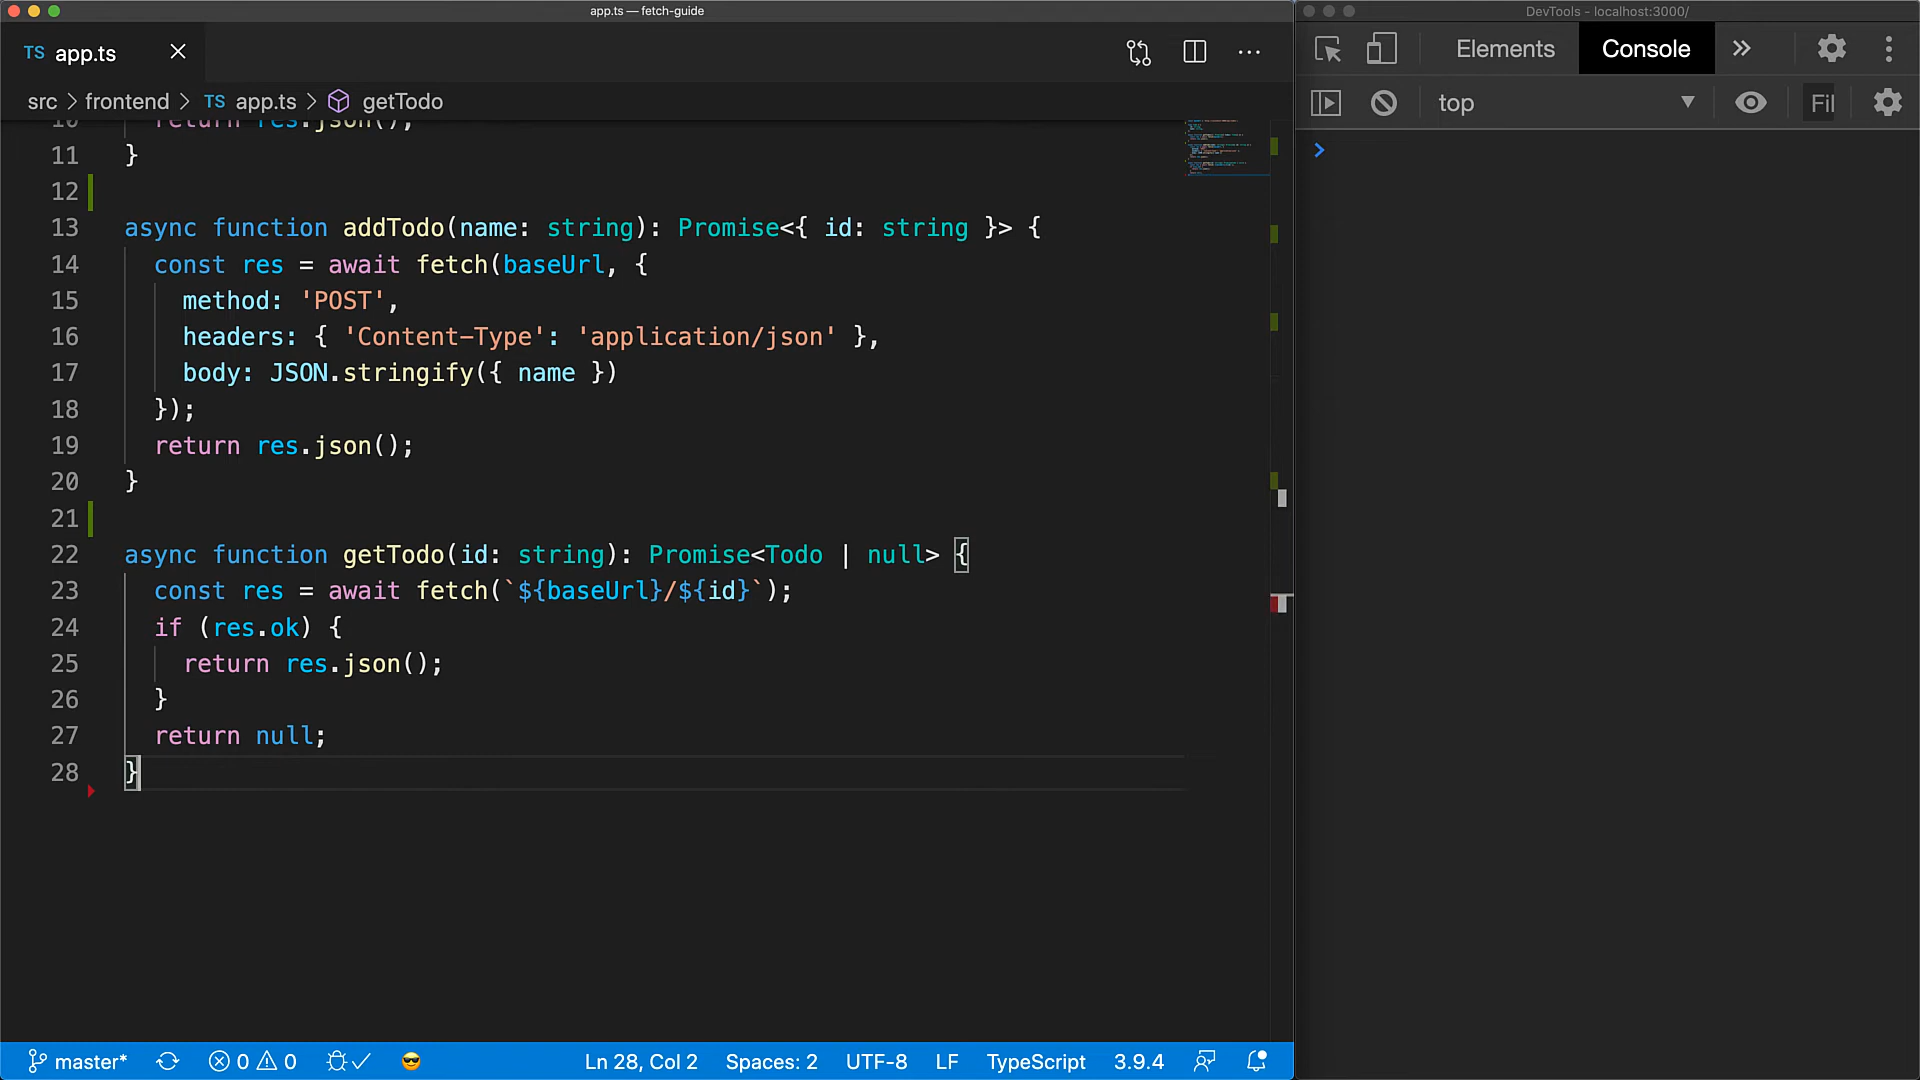 app.ts — fetch-guide
TS app.ts
src > frontend > TS app.ts > getTodo
10 return res.json();
11 }
12
13 async function addTodo(name: string): Promise<{ id: string }> {
14 const res = await fetch(baseUrl, {
15 method: 'POST',
16 headers: { 'Content-Type': 'application/json' },
17 body: JSON.stringify({ name })
18 });
19 return res.json();
20 }
21
22 async function getTodo(id: string): Promise<Todo | null> {
23 const res = await fetch(`${baseUrl}/${id}`);
24 if (res.ok) {
25 return res.json();
26 }
27 return null;
28 }
master* 0 0 Ln 28, Col 2 Spaces: 2 UTF-8 LF TypeScript 3.9.4
DevTools - localhost:3000/
Elements Console »
top ▼ Fil
>